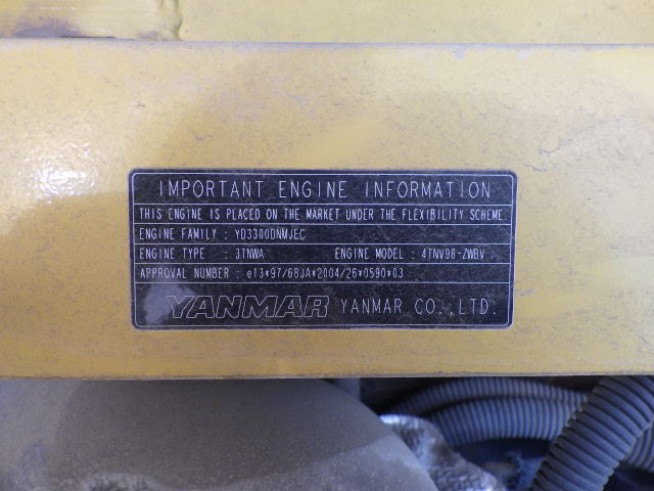 IMPORTANT ENGINE INFORMATION
THIS ENGINE IS PLACED ON THE MARKET UNDER THE FLEXIBILITY SCHEME.
ENGINE FAMILY : YD3300DNMJEC
ENGINE TYPE : 3TNWA ENGINE MODEL : 4TNV98-ZWBV
APPROVAL NUMBER : e13*97/68JA*2004/26*0590*03
YANMAR YANMAR CO.,LTD.